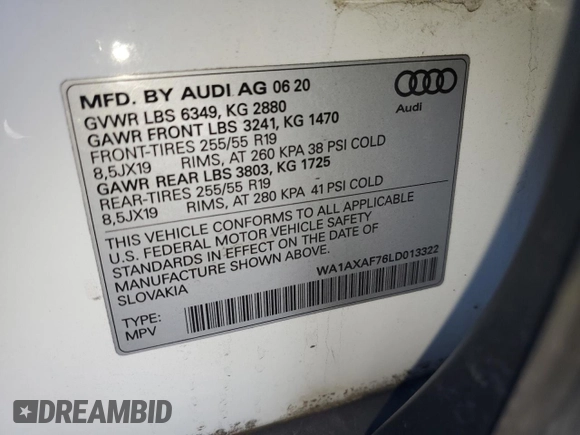 MFD. BY AUDI AG 06 20
GVWR LBS 6349, KG 2880
GAWR FRONT LBS 3241, KG 1470
FRONT-TIRES 255/55 R19
8,5JX19 RIMS, AT 260 KPA 38 PSI COLD
GAWR REAR LBS 3803, KG 1725
REAR-TIRES 255/55 R19
8,5JX19 RIMS, AT 280 KPA 41 PSI COLD
Audi
THIS VEHICLE CONFORMS TO ALL APPLICABLE
U.S. FEDERAL MOTOR VEHICLE SAFETY
STANDARDS IN EFFECT ON THE DATE OF
MANUFACTURE SHOWN ABOVE.
SLOVAKIA
WA1AXAF76LD013322
TYPE:
MPV
DREAMBID